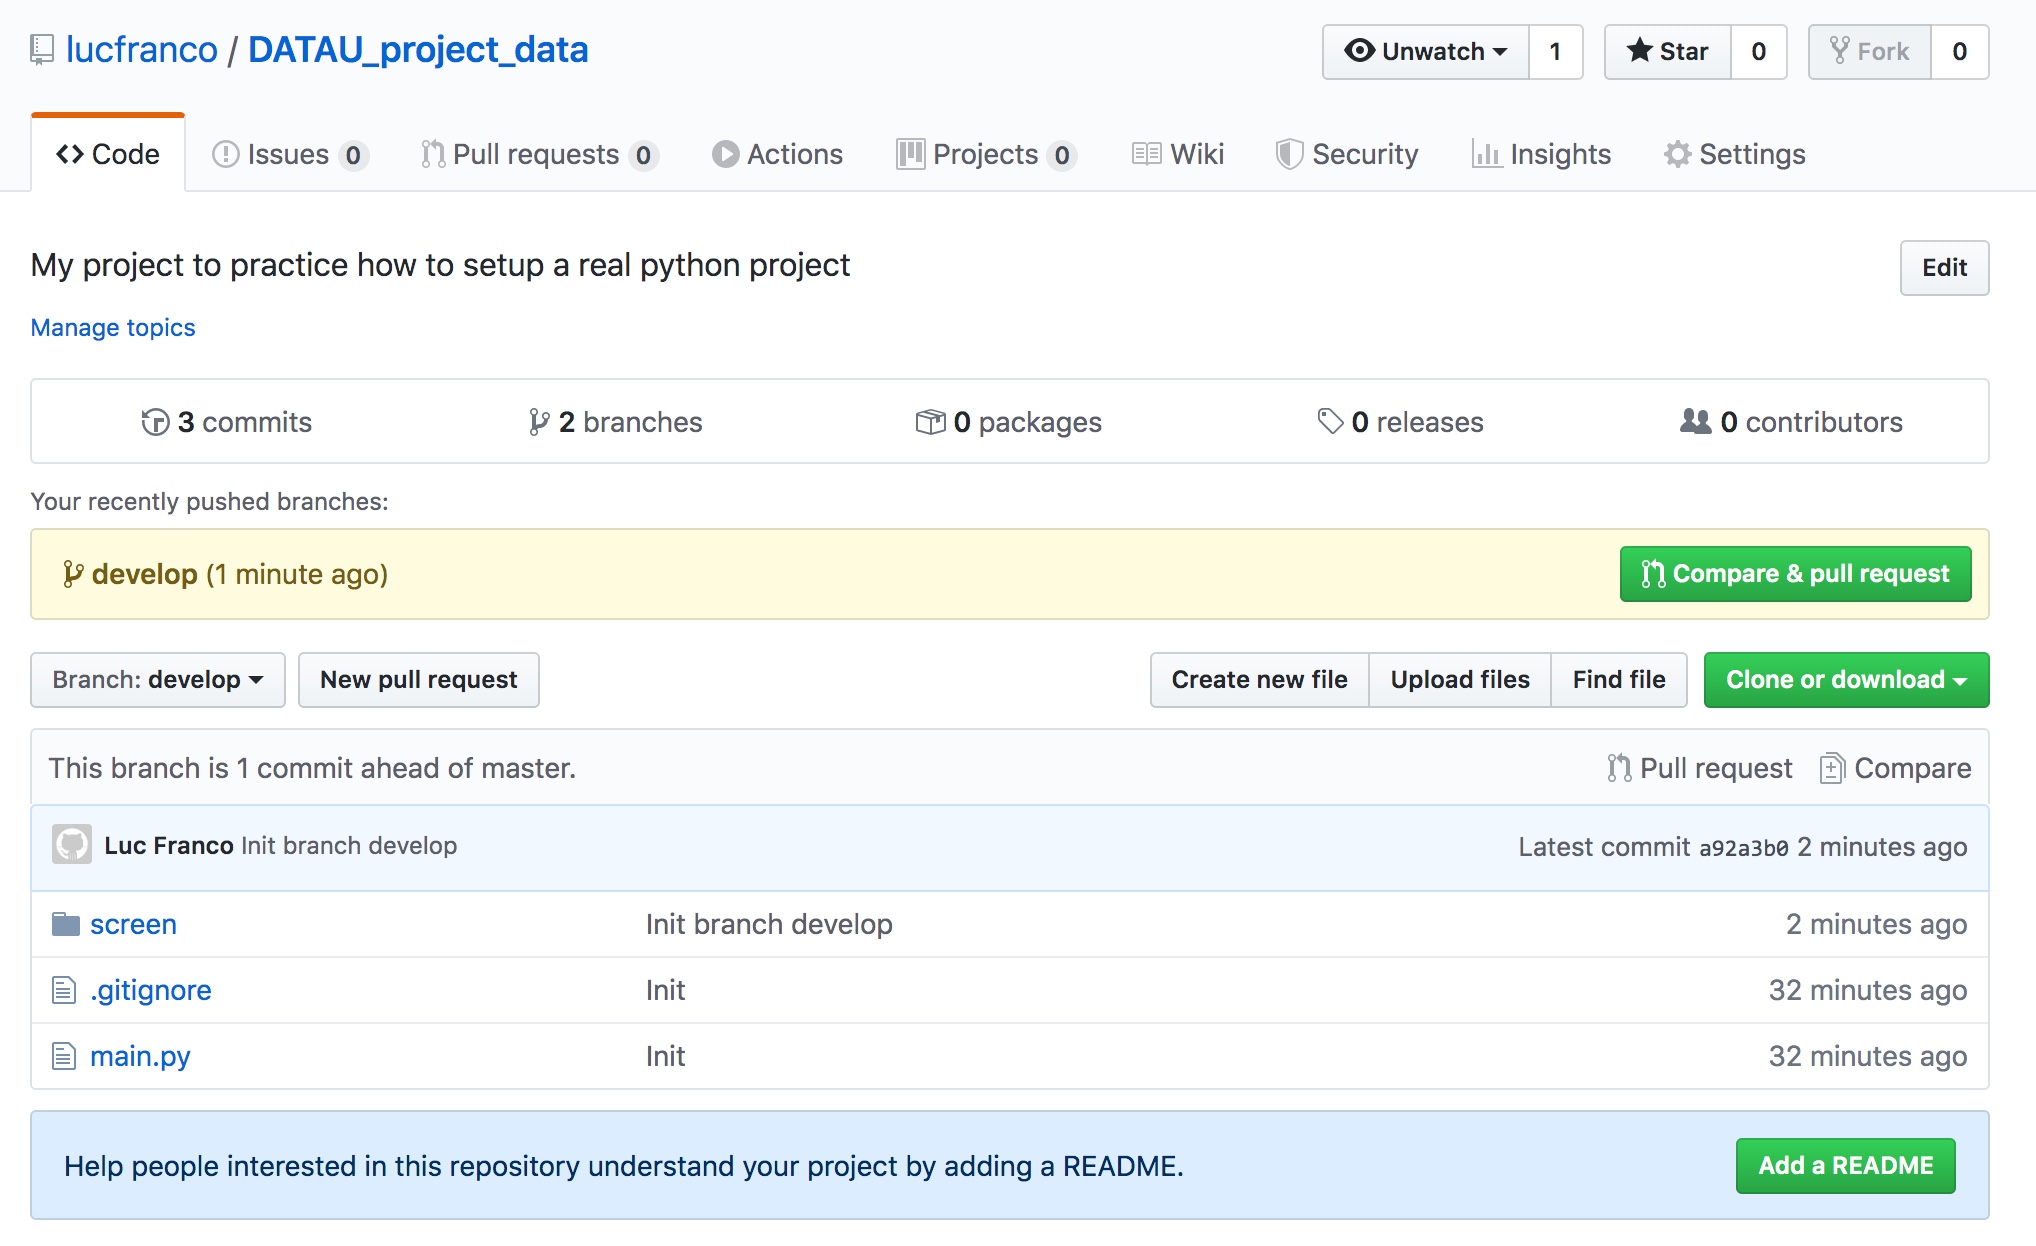 lucfranco / DATAU_project_data Unwatch 1 Star 0 Fork 0
Code Issues 0 Pull requests 0 Actions Projects 0 Wiki Security Insights Settings
My project to practice how to setup a real python project Edit
Manage topics
3 commits 2 branches 0 packages 0 releases 0 contributors
Your recently pushed branches:
develop (1 minute ago) Compare & pull request
Branch: develop New pull request Create new file Upload files Find file Clone or download
This branch is 1 commit ahead of master. Pull request Compare
Luc Franco Init branch develop Latest commit a92a3b0 2 minutes ago
screen Init branch develop 2 minutes ago
.gitignore Init 32 minutes ago
main.py Init 32 minutes ago
Help people interested in this repository understand your project by adding a README. Add a README